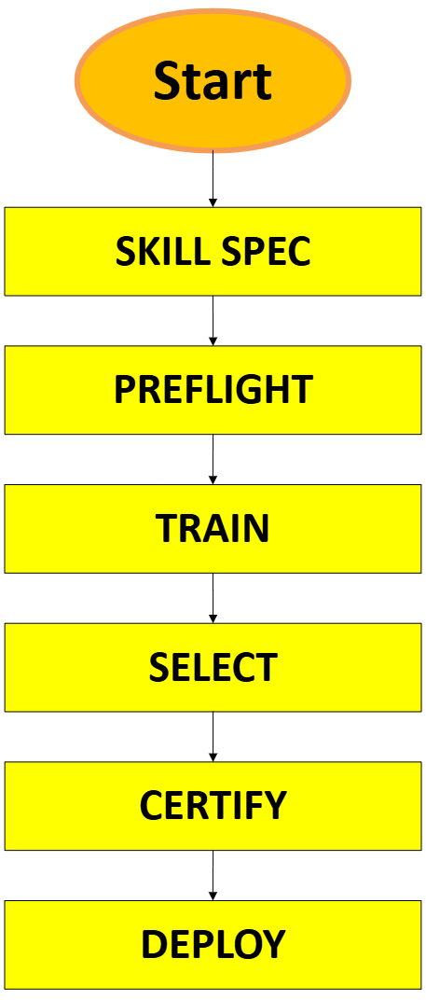 Start
SKILL SPEC
PREFLIGHT
TRAIN
SELECT
CERTIFY
DEPLOY